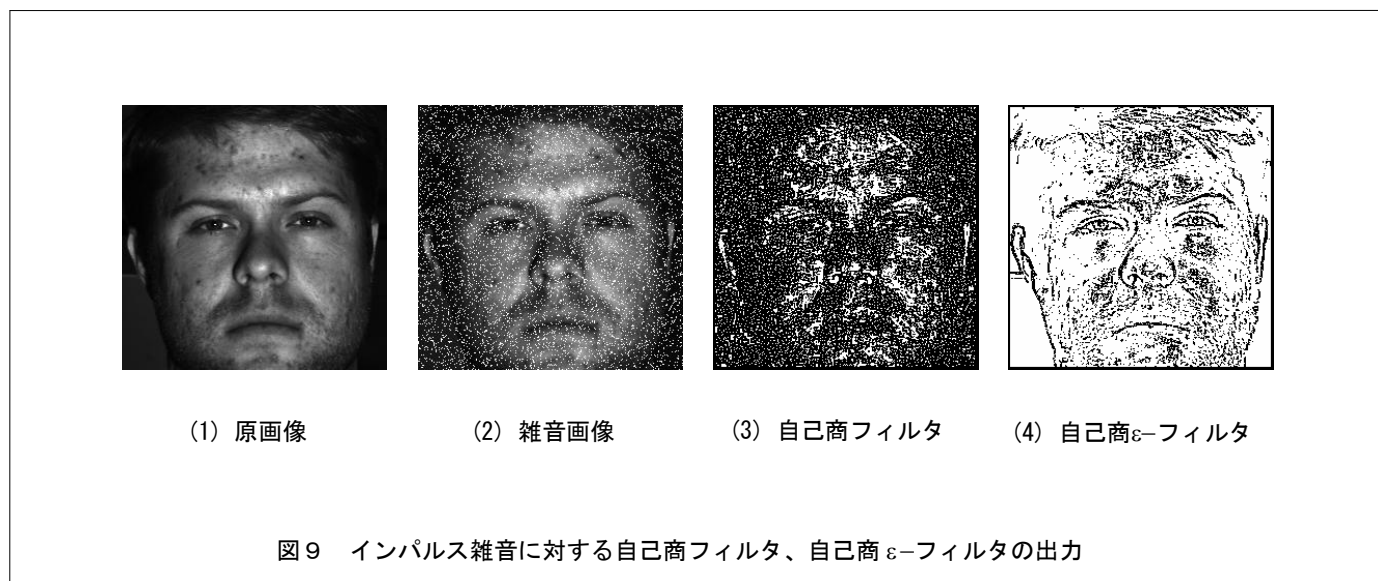 (1) 原画像
(2) 雑音画像
(3) 自己商フィルタ
(4) 自己商ε−フィルタ
図９　インパルス雑音に対する自己商フィルタ、自己商 ε−フィルタの出力